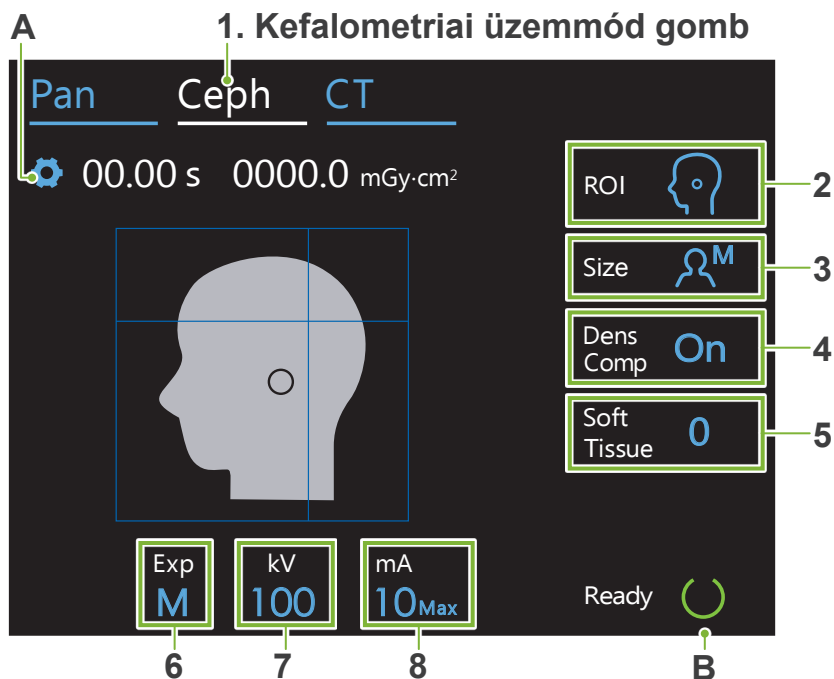 A
1. Kefalometriai üzemmód gomb
Pan Ceph CT
00.00 s 0000.0 mGy·cm²
ROI
2
Size M
3
Dens
Comp On
4
Soft
Tissue 0
5
Exp kV mA
M 100 10Max
Ready
6 7 8 B